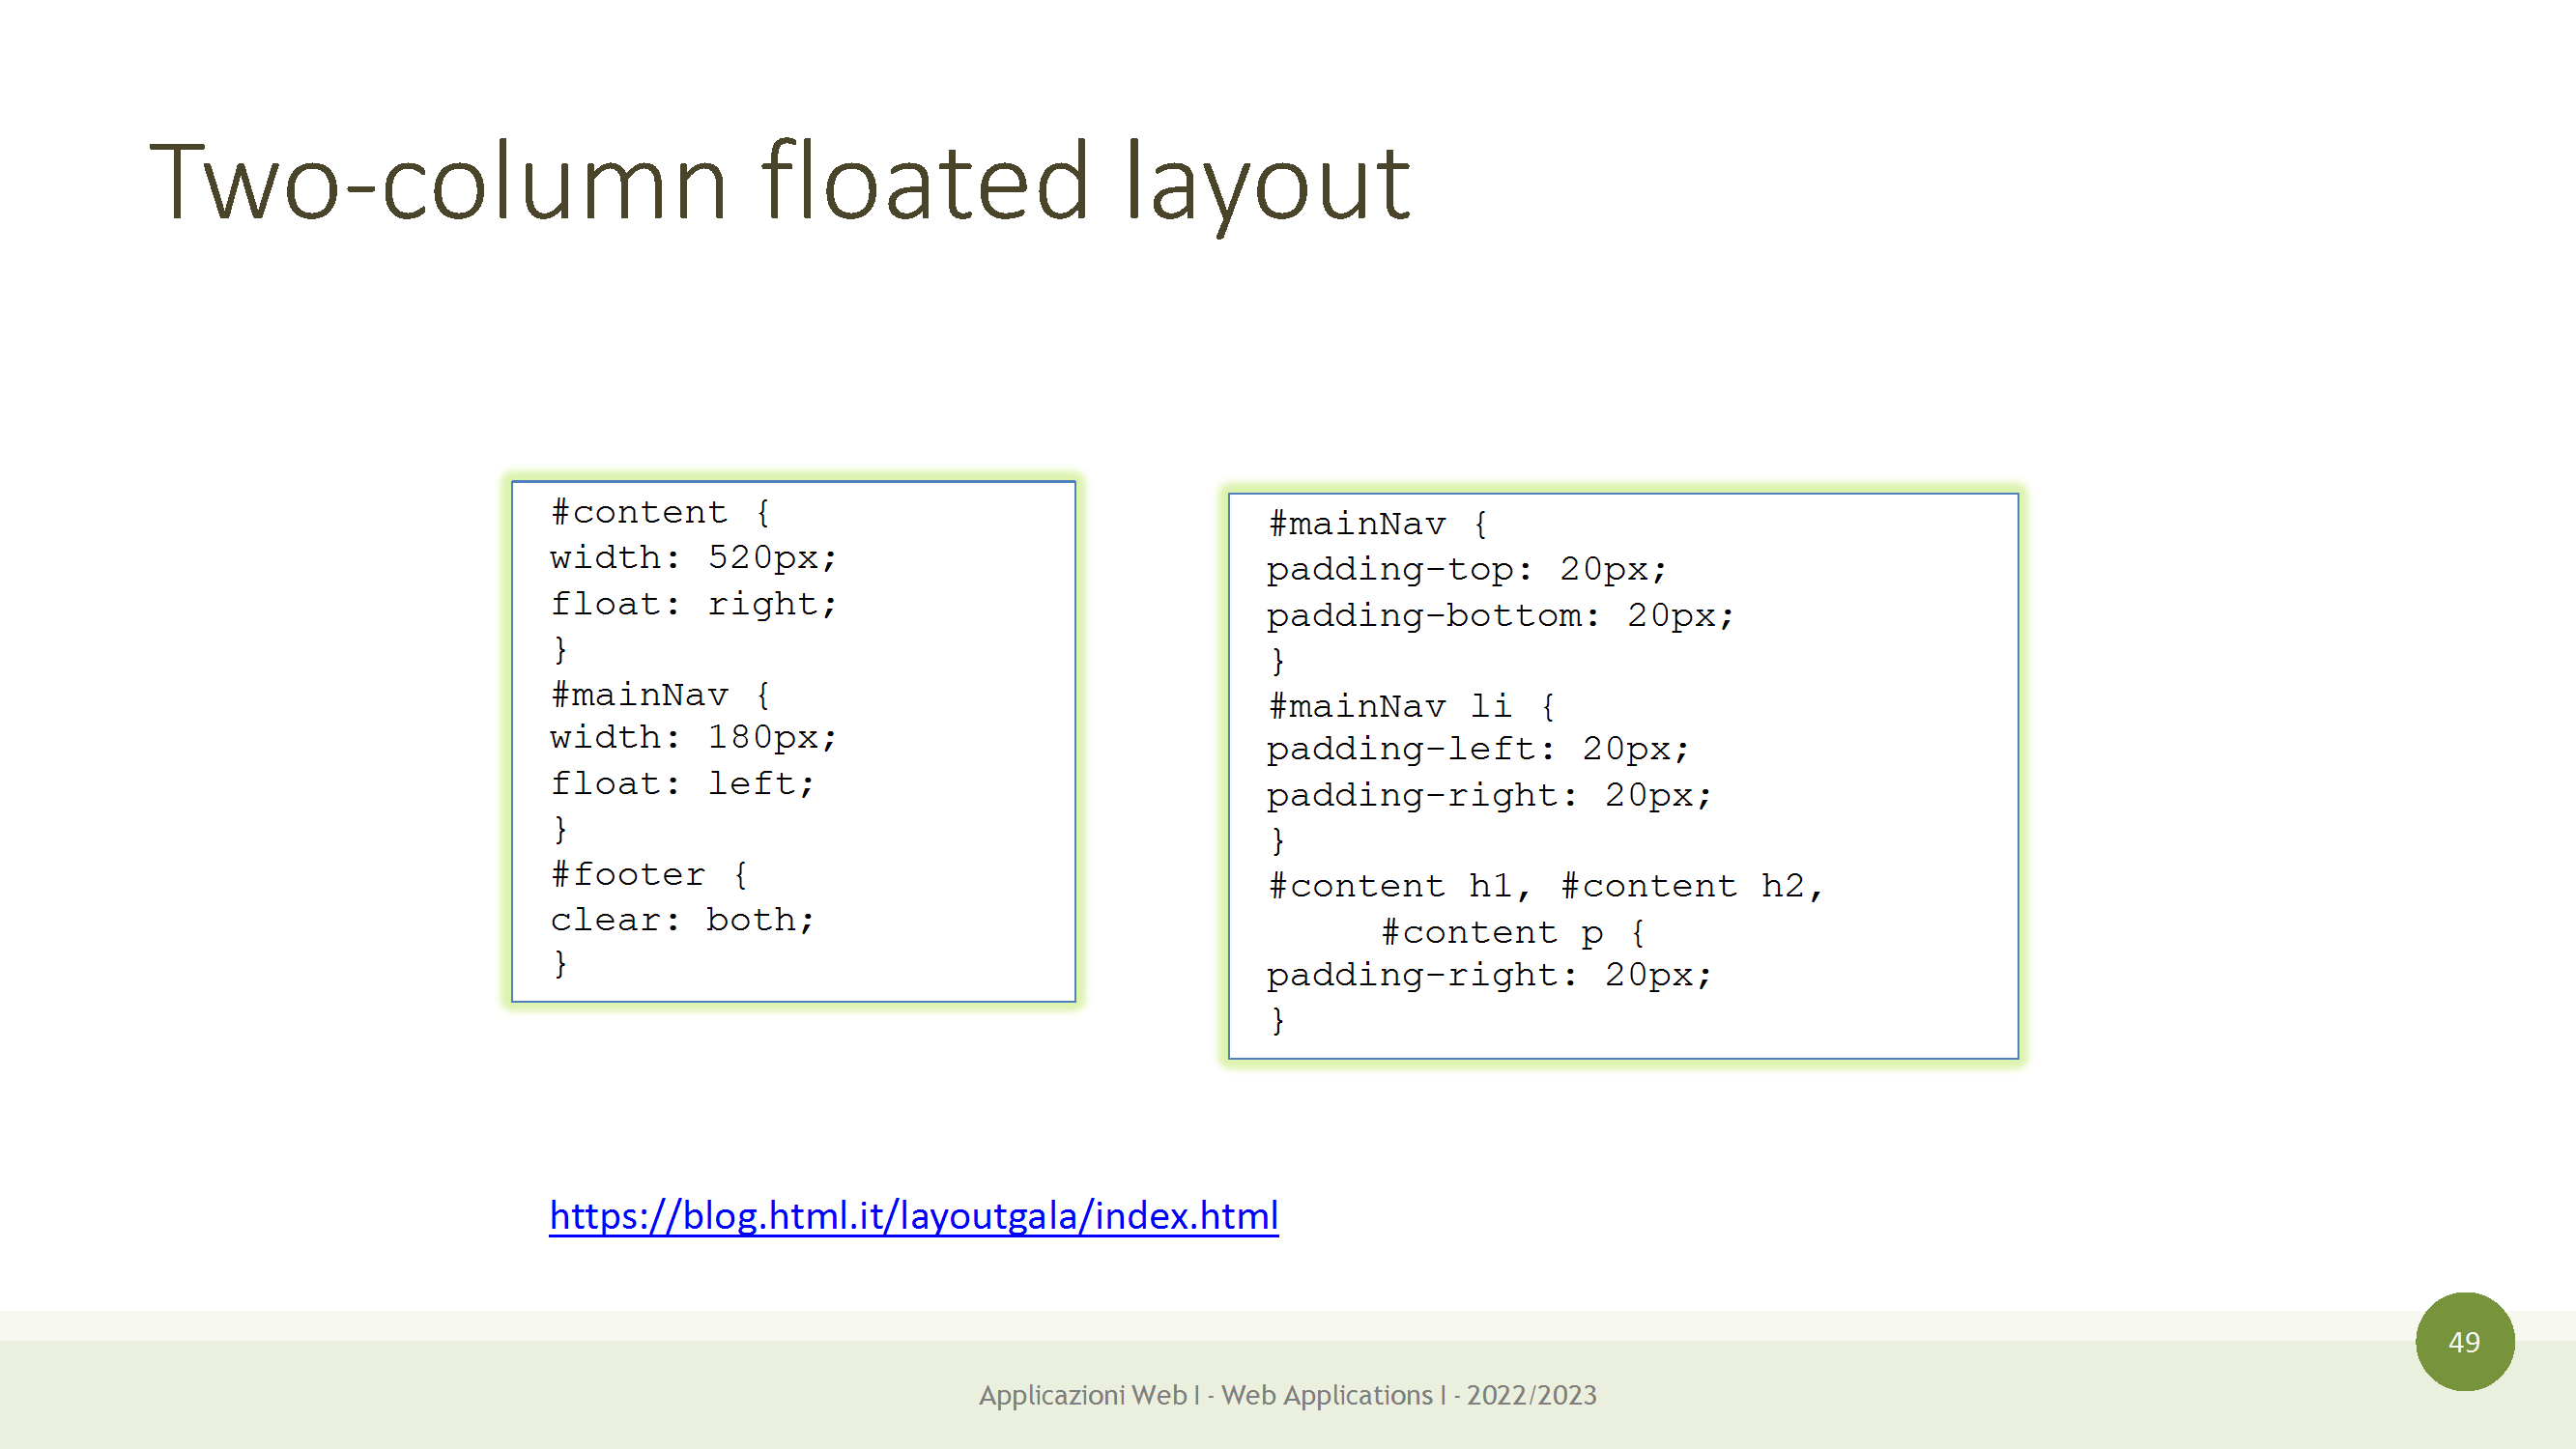 Two-column floated layout
#content {
width: 520px;
float: right;
}
#mainNav {
width: 180px;
float: left;
}
#footer {
clear: both;
}
#mainNav {
padding-top: 20px;
padding-bottom: 20px;
}
#mainNav li {
padding-left: 20px;
padding-right: 20px;
}
#content h1, #content h2,
#content p {
padding-right: 20px;
}
https://blog.html.it/layoutgala/index.html
49
Applicazioni Web I - Web Applications I - 2022/2023